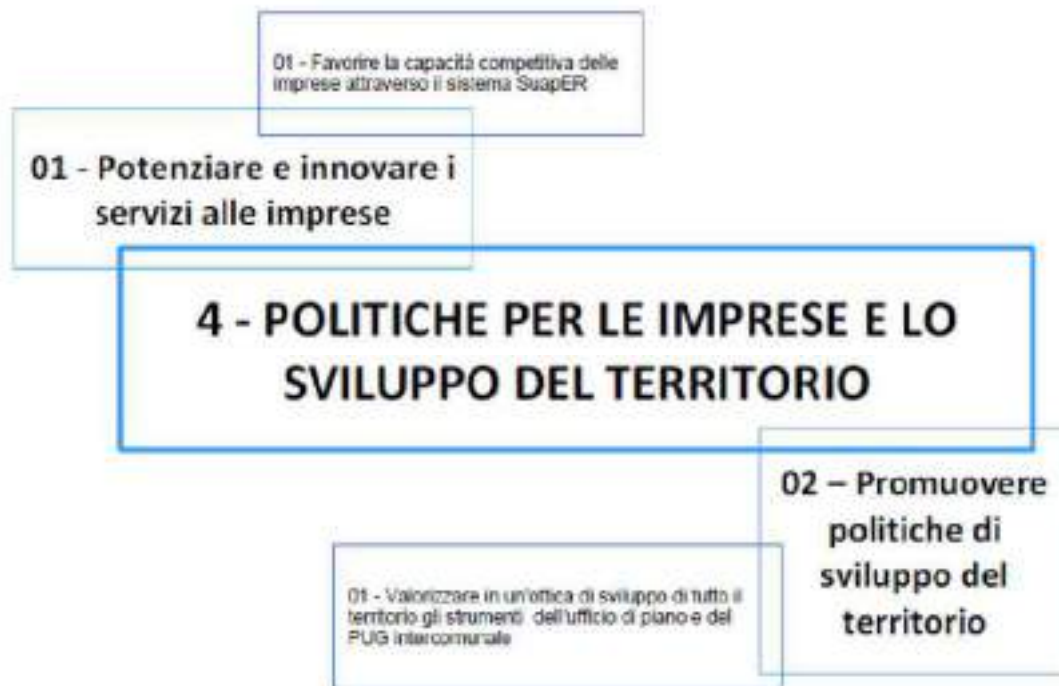 01 - Favorire la capacità competitiva delle
imprese attraverso il sistema SuapER
01 - Potenziare e innovare i
servizi alle imprese
4 - POLITICHE PER LE IMPRESE E LO
SVILUPPO DEL TERRITORIO
02 – Promuovere
politiche di
sviluppo del
territorio
01 - Valorizzare in un'ottica di sviluppo di tutto il
territorio gli strumenti dell'ufficio di piano e del
PUG intercomunale